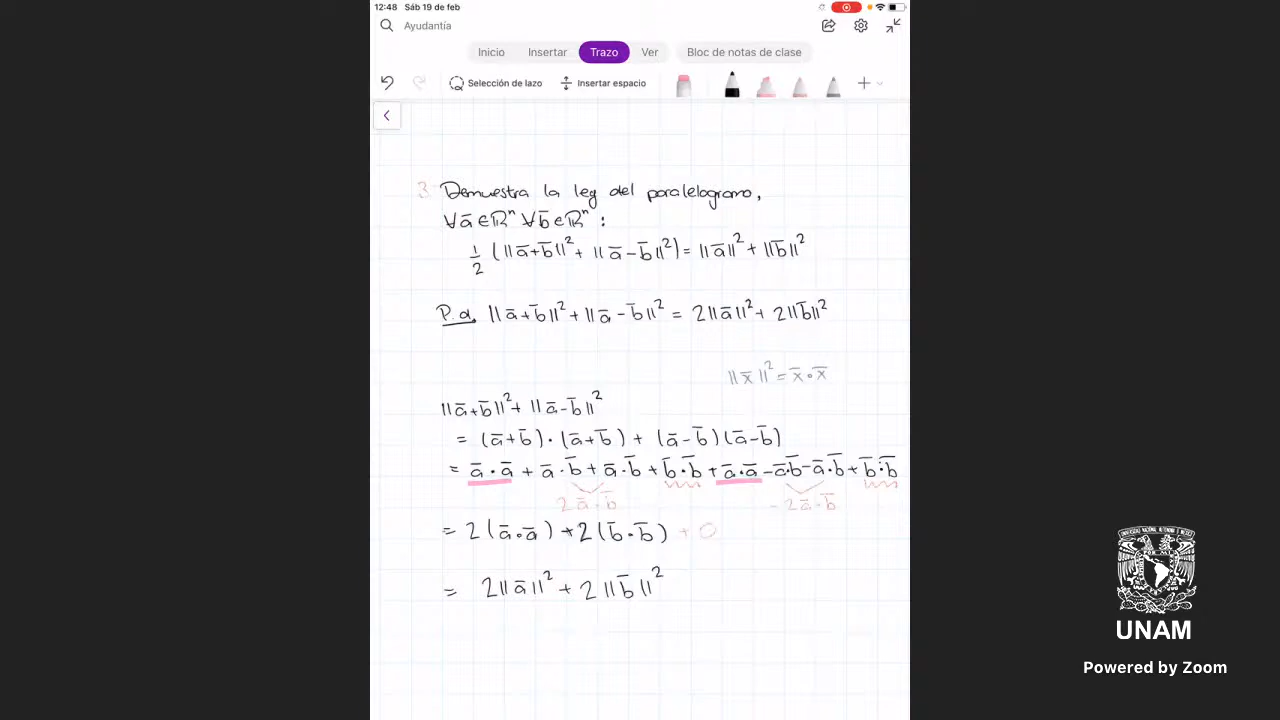 12:48 Sáb 19 de feb
Ayudantía
Inicio Insertar Trazo Ver Bloc de notas de clase
Selección de lazo Insertar espacio
3. Demuestra la ley del paralelogramo,
∀a̅∈ℝⁿ ∀b̅∈ℝⁿ :
1/2 (||a̅+b̅||² + ||a̅-b̅||²) = ||a̅||² + ||b̅||²
P.d. ||a̅+b̅||² + ||a̅-b̅||² = 2||a̅||² + 2||b̅||²
||x̅||² = x̅·x̅
||a̅+b̅||² + ||a̅-b̅||²
= (a̅+b̅)·(a̅+b̅) + (a̅-b̅)(a̅-b̅)
= a̅·a̅ + a̅·b̅ + a̅·b̅ + b̅·b̅ + a̅·a̅ - a̅·b̅ - a̅·b̅ + b̅·b̅
2a̅·b̅ - 2a̅·b̅
= 2(a̅·a̅) + 2(b̅·b̅) + 0
= 2||a̅||² + 2||b̅||²
UNAM
Powered by Zoom